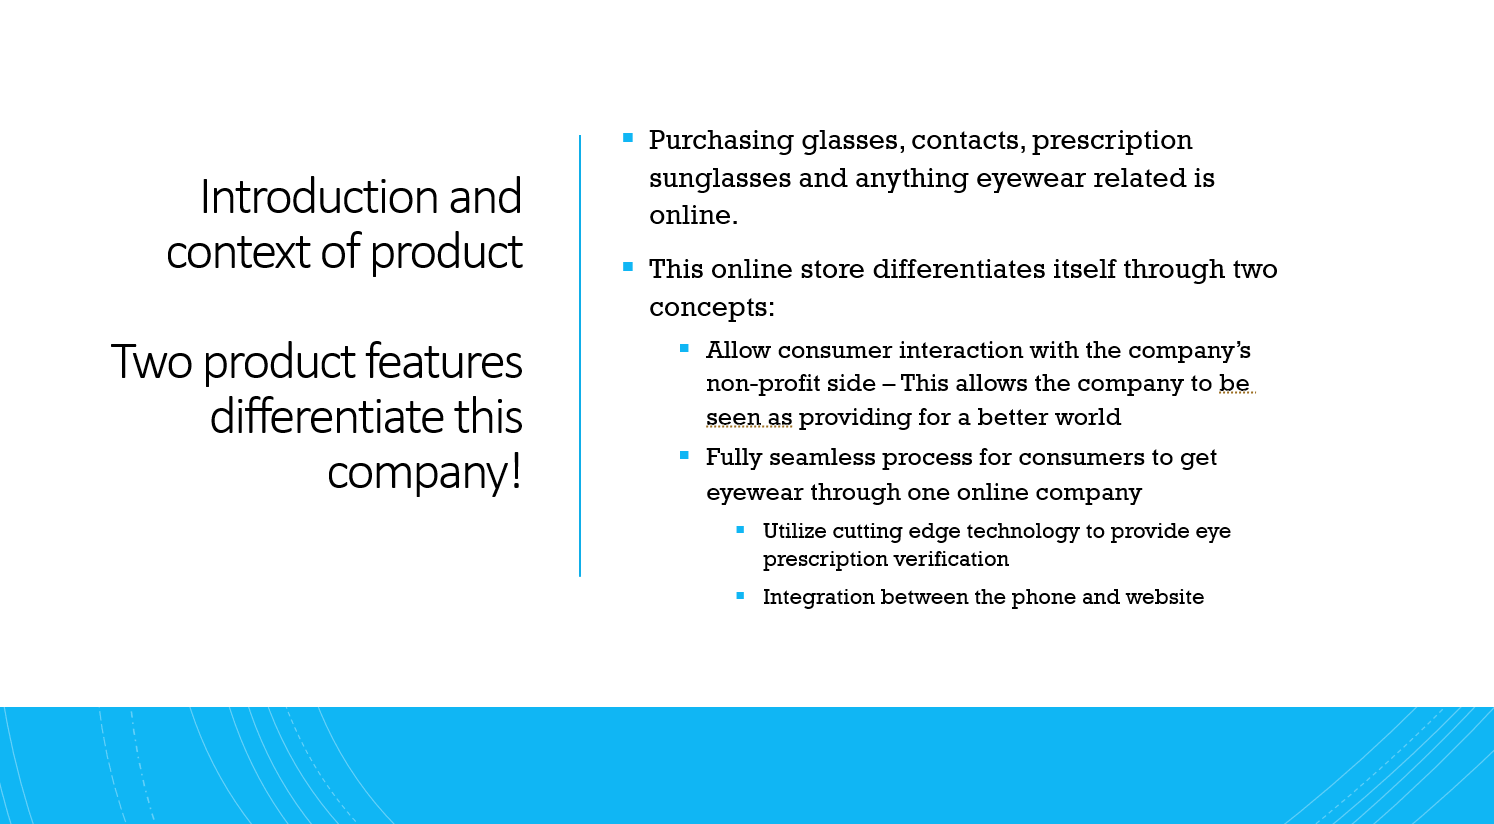 Introduction and
context of product
Two product features
differentiate this
company!
Purchasing glasses, contacts, prescription
sunglasses and anything eyewear related is
online.
This online store differentiates itself through two
concepts:
Allow consumer interaction with the company’s
non-profit side – This allows the company to be
seen as providing for a better world
Fully seamless process for consumers to get
eyewear through one online company
Utilize cutting edge technology to provide eye
prescription verification
Integration between the phone and website